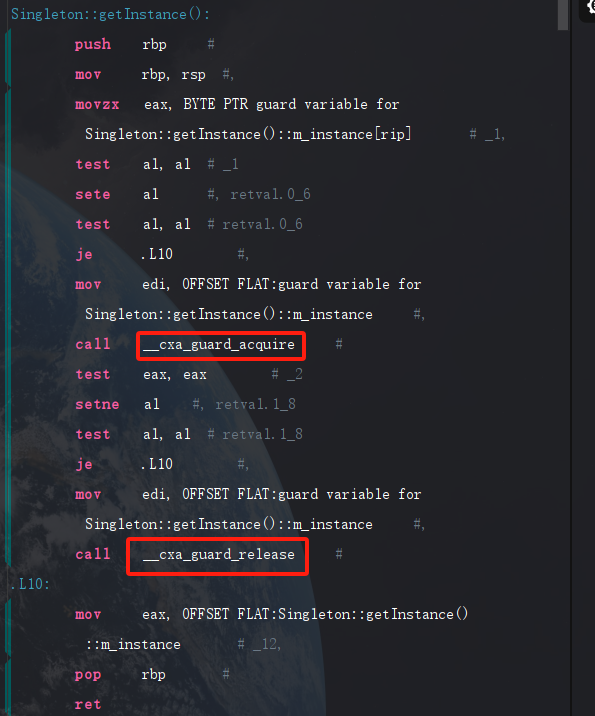 Singleton::getInstance():
push rbp #
mov rbp, rsp #,
movzx eax, BYTE PTR guard variable for
Singleton::getInstance()::m_instance[rip] # _1,
test al, al # _1
sete al #, retval.0_6
test al, al # retval.0_6
je .L10 #,
mov edi, OFFSET FLAT:guard variable for
Singleton::getInstance()::m_instance #,
call __cxa_guard_acquire #
test eax, eax # _2
setne al #, retval.1_8
test al, al # retval.1_8
je .L10 #,
mov edi, OFFSET FLAT:guard variable for
Singleton::getInstance()::m_instance #,
call __cxa_guard_release #
.L10:
mov eax, OFFSET FLAT:Singleton::getInstance()
::m_instance # _12,
pop rbp #
ret